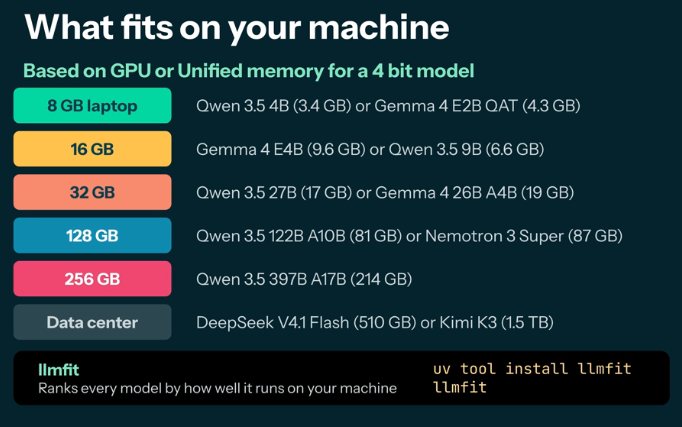 What fits on your machine
Based on GPU or Unified memory for a 4 bit model
8 GB laptop Qwen 3.5 4B (3.4 GB) or Gemma 4 E2B QAT (4.3 GB)
16 GB Gemma 4 E4B (9.6 GB) or Qwen 3.5 9B (6.6 GB)
32 GB Qwen 3.5 27B (17 GB) or Gemma 4 26B A4B (19 GB)
128 GB Qwen 3.5 122B A10B (81 GB) or Nemotron 3 Super (87 GB)
256 GB Qwen 3.5 397B A17B (214 GB)
Data center DeepSeek V4.1 Flash (510 GB) or Kimi K3 (1.5 TB)
llmfit
Ranks every model by how well it runs on your machine
uv tool install llmfit
llmfit